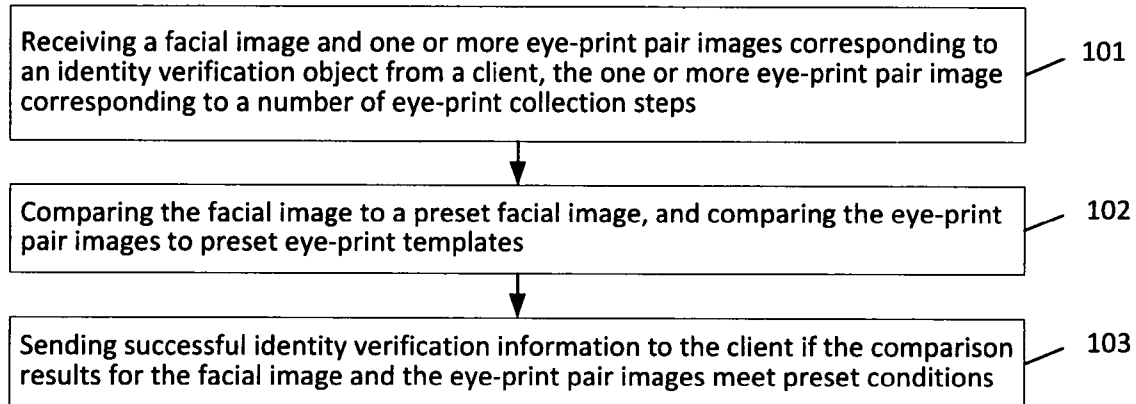 Receiving a facial image and one or more eye-print pair images corresponding to
an identity verification object from a client, the one or more eye-print pair image
corresponding to a number of eye-print collection steps
101
Comparing the facial image to a preset facial image, and comparing the eye-print
pair images to preset eye-print templates
102
Sending successful identity verification information to the client if the comparison
results for the facial image and the eye-print pair images meet preset conditions
103